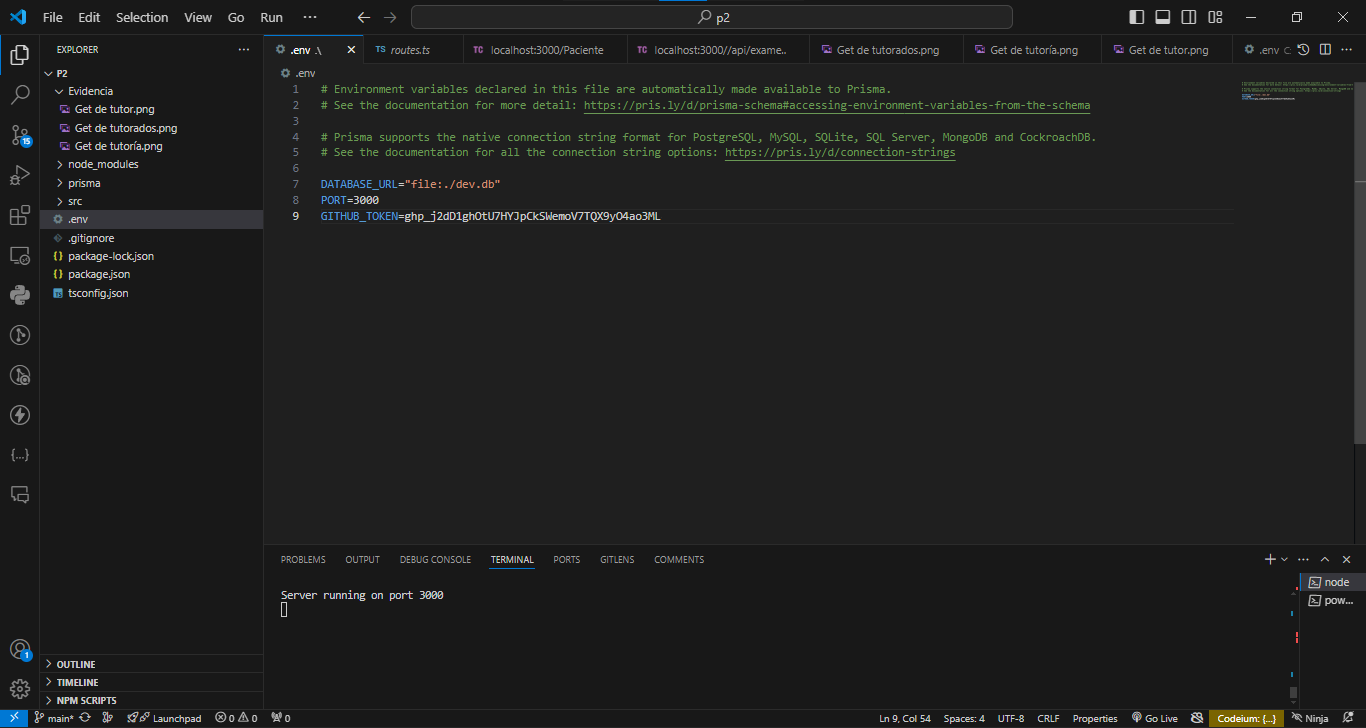 File Edit Selection View Go Run ··· p2
EXPLORER ···
P2
Evidencia
Get de tutor.png
Get de tutorados.png
Get de tutoría.png
node_modules
prisma
src
.env
.gitignore
package-lock.json
package.json
tsconfig.json
OUTLINE
TIMELINE
NPM SCRIPTS
.env .\ TS routes.ts TC localhost:3000/Paciente TC localhost:3000//api/exame.. Get de tutorados.png Get de tutoría.png Get de tutor.png .env C:
.env
1 # Environment variables declared in this file are automatically made available to Prisma.
2 # See the documentation for more detail: https://pris.ly/d/prisma-schema#accessing-environment-variables-from-the-schema
3
4 # Prisma supports the native connection string format for PostgreSQL, MySQL, SQLite, SQL Server, MongoDB and CockroachDB.
5 # See the documentation for all the connection string options: https://pris.ly/d/connection-strings
6
7 DATABASE_URL="file:./dev.db"
8 PORT=3000
9 GITHUB_TOKEN=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
PROBLEMS OUTPUT DEBUG CONSOLE TERMINAL PORTS GITLENS COMMENTS
Server running on port 3000
node
pow...
15
1
main* Launchpad 0 0 0 Ln 9, Col 54 Spaces: 4 UTF-8 CRLF Properties Go Live Codeium: {...} Ninja